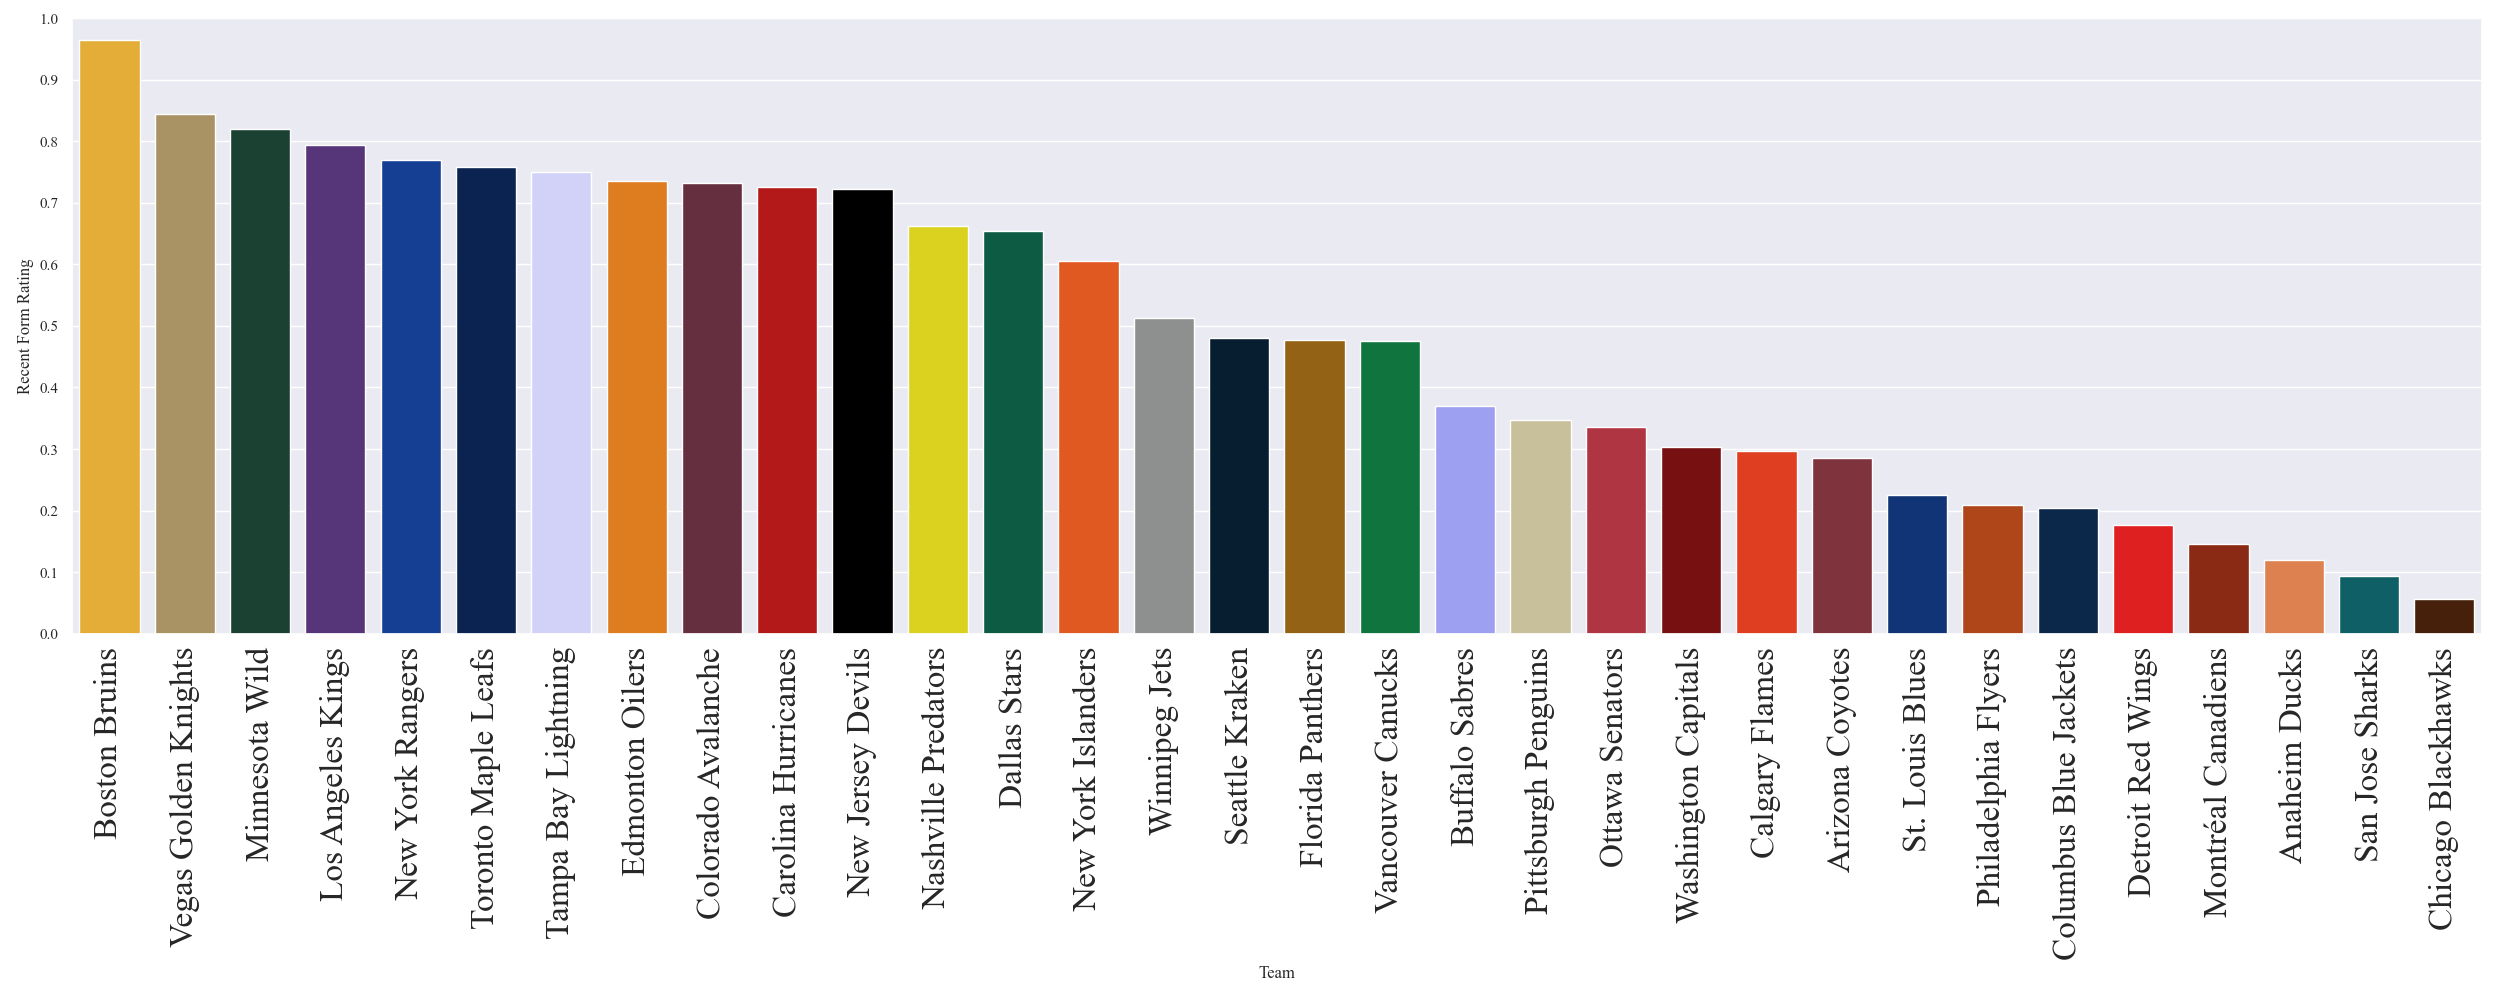 1.0
0.9
0.8
0.7
0.6
0.5
0.4
0.3
0.2
0.1
0.0
Recent Form Rating
Boston Bruins
Vegas Golden Knights
Minnesota Wild
Los Angeles Kings
New York Rangers
Toronto Maple Leafs
Tampa Bay Lightning
Edmonton Oilers
Colorado Avalanche
Carolina Hurricanes
New Jersey Devils
Nashville Predators
Dallas Stars
New York Islanders
Winnipeg Jets
Seattle Kraken
Florida Panthers
Vancouver Canucks
Buffalo Sabres
Pittsburgh Penguins
Ottawa Senators
Washington Capitals
Calgary Flames
Arizona Coyotes
St. Louis Blues
Philadelphia Flyers
Columbus Blue Jackets
Detroit Red Wings
Montréal Canadiens
Anaheim Ducks
San Jose Sharks
Chicago Blackhawks
Team